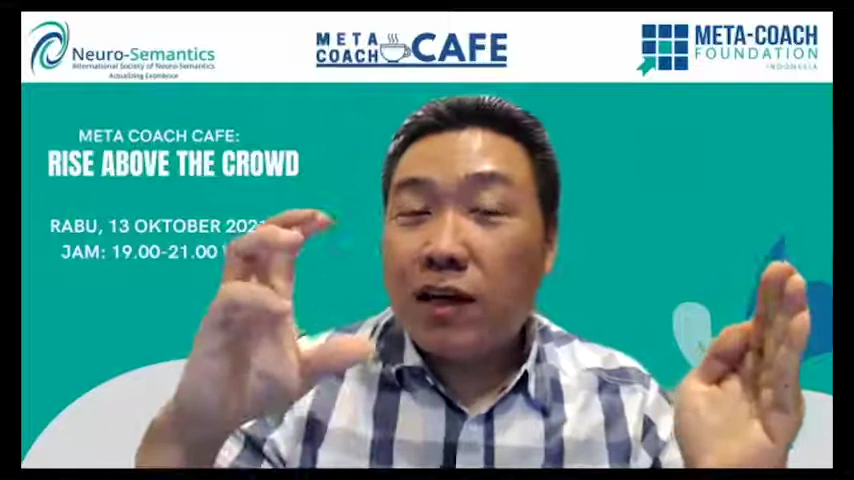 Neuro-Semantics
International Society of Neuro-Semantics
Actualizing Excellence
META
COACH CAFE
META-COACH
FOUNDATION
INDONESIA
META COACH CAFE:
RISE ABOVE THE CROWD
RABU, 13 OKTOBER 2021
JAM: 19.00-21.00